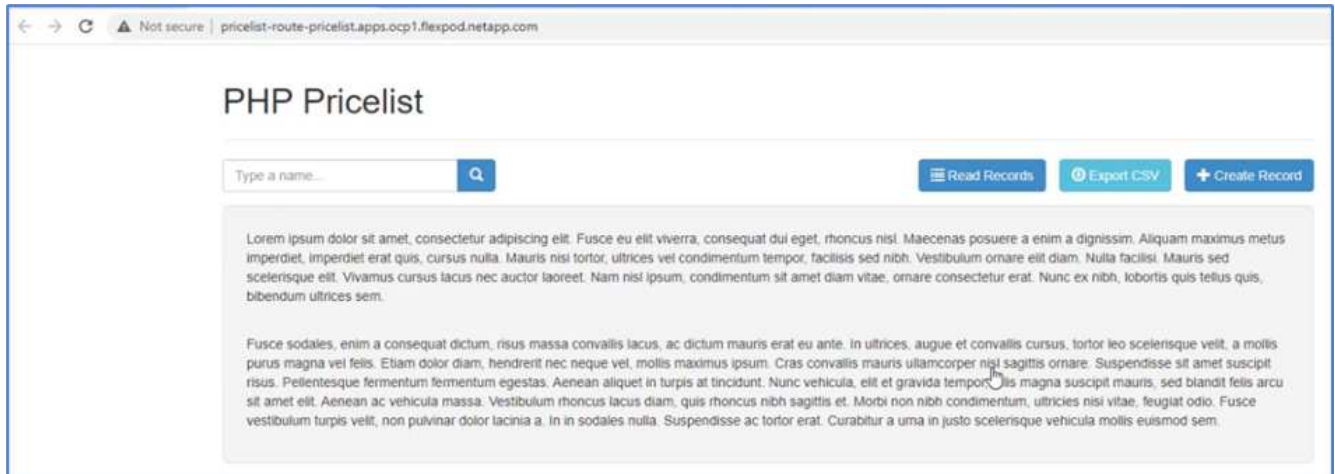 Not secure | pricelist-route-pricelist.apps.ocp1.flexpod.netapp.com
PHP Pricelist
Type a name...
Read Records
Export CSV
Create Record
Lorem ipsum dolor sit amet, consectetur adipiscing elit. Fusce eu elit viverra, consequat dui eget, rhoncus nisl. Maecenas posuere a enim a dignissim. Aliquam maximus metus
imperdiet, imperdiet erat quis, cursus nulla. Mauris nisi tortor, ultrices vel condimentum tempor, facilisis sed nibh. Vestibulum ornare elit diam. Nulla facilisi. Mauris sed
scelerisque elit. Vivamus cursus lacus nec auctor laoreet. Nam nisl ipsum, condimentum sit amet diam vitae, ornare consectetur erat. Nunc ex nibh, lobortis quis tellus quis,
bibendum ultrices sem.
Fusce sodales, enim a consequat dictum, risus massa convallis lacus, ac dictum mauris erat eu ante. In ultrices, augue et convallis cursus, tortor leo scelerisque velit, a mollis
purus magna vel felis. Etiam dolor diam, hendrerit nec neque vel, mollis maximus ipsum. Cras convallis mauris ullamcorper nisl sagittis ornare. Suspendisse sit amet suscipit
risus. Pellentesque fermentum fermentum egestas. Aenean aliquet in turpis at tincidunt. Nunc vehicula, elit et gravida tempor, magna suscipit mauris, sed blandit felis arcu
sit amet elit. Aenean ac vehicula massa. Vestibulum rhoncus lacus diam, quis rhoncus nibh sagittis et. Morbi non nibh condimentum, ultricies nisi vitae, feugiat odio. Fusce
vestibulum turpis velit, non pulvinar dolor lacinia a. In in sodales nulla. Suspendisse ac tortor erat. Curabitur a urna in justo scelerisque vehicula mollis euismod sem.